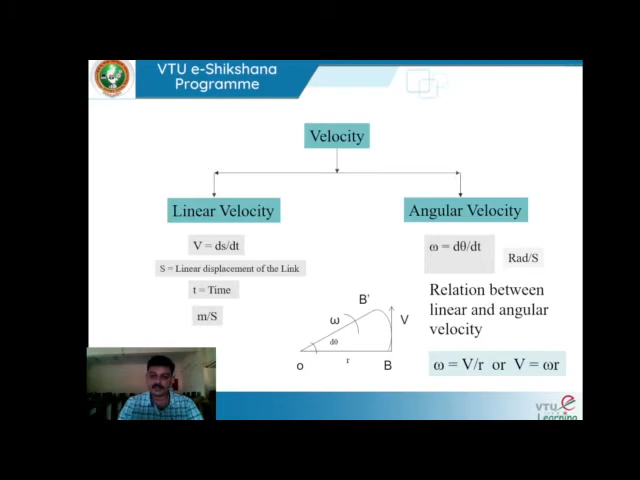 VTU e-Shikshana
Programme
Velocity
Linear Velocity
Angular Velocity
V = ds/dt
ω = dθ/dt
Rad/S
S = Linear displacement of the Link
t = Time
m/S
Relation between
linear and angular
velocity
B'
ω
V
dθ
r
o
B
ω = V/r or V = ωr
VTU e
Learning